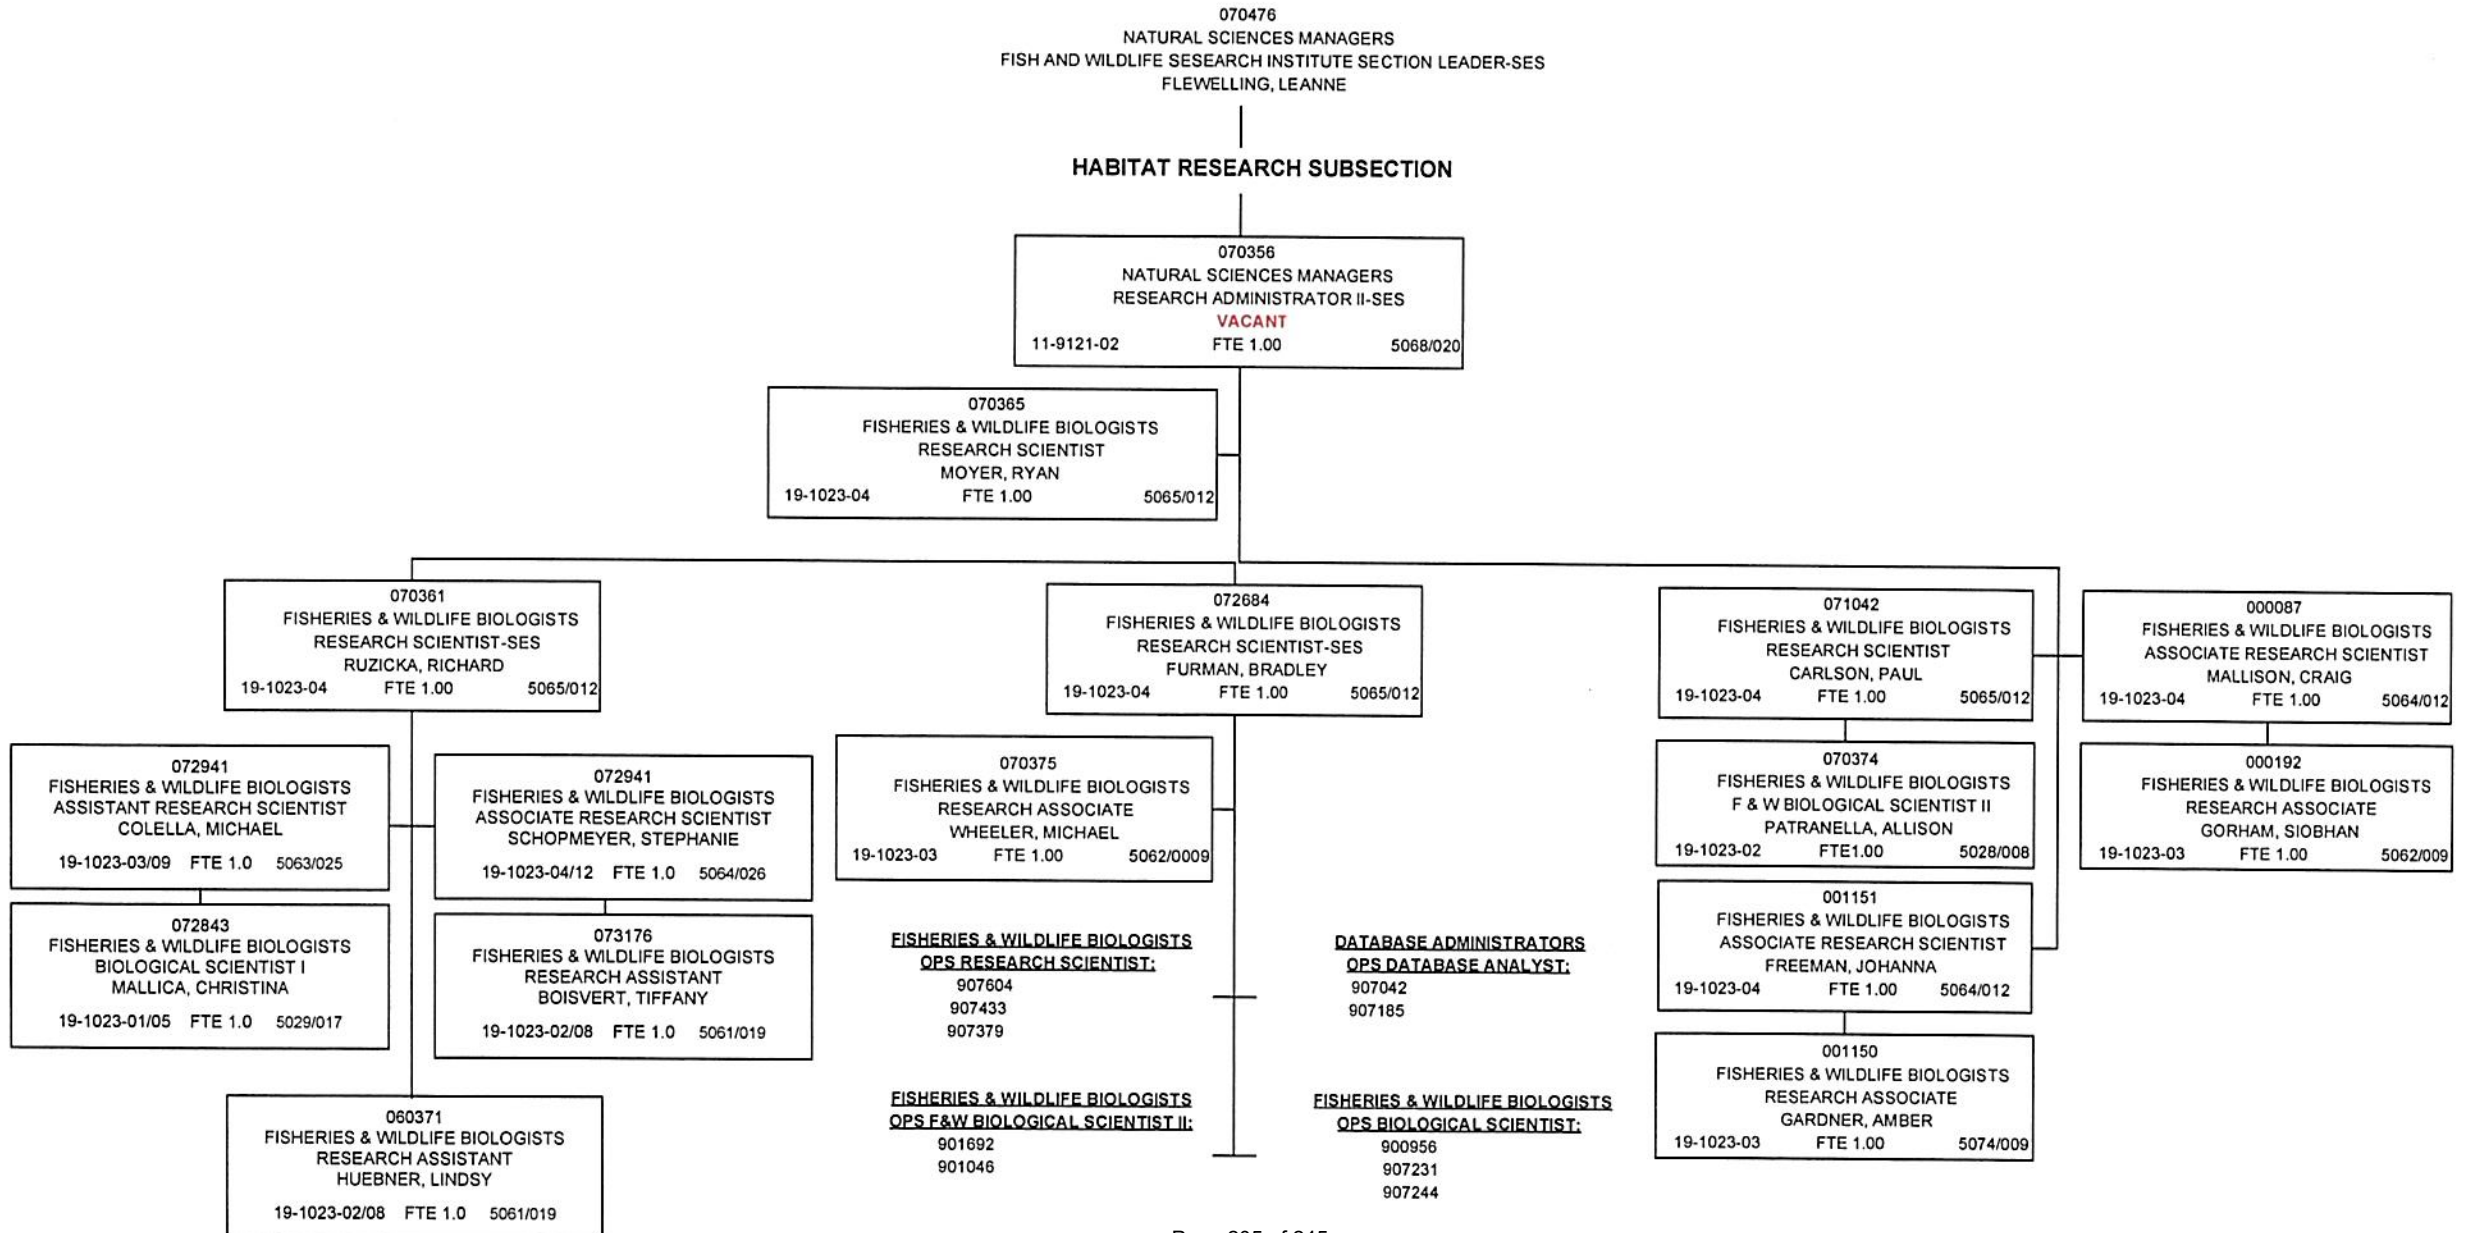 070476
NATURAL SCIENCES MANAGERS
FISH AND WILDLIFE SESEARCH INSTITUTE SECTION LEADER-SES
FLEWELLING, LEANNE
HABITAT RESEARCH SUBSECTION
070356
NATURAL SCIENCES MANAGERS
RESEARCH ADMINISTRATOR II-SES
VACANT
11-9121-02 FTE 1.00 5068/020
070365
FISHERIES & WILDLIFE BIOLOGISTS
RESEARCH SCIENTIST
MOYER, RYAN
19-1023-04 FTE 1.00 5065/012
070361
FISHERIES & WILDLIFE BIOLOGISTS
RESEARCH SCIENTIST-SES
RUZICKA, RICHARD
19-1023-04 FTE 1.00 5065/012
072941
FISHERIES & WILDLIFE BIOLOGISTS
ASSISTANT RESEARCH SCIENTIST
COLELLA, MICHAEL
19-1023-03/09 FTE 1.0 5063/025
072843
FISHERIES & WILDLIFE BIOLOGISTS
BIOLOGICAL SCIENTIST I
MALLICA, CHRISTINA
19-1023-01/05 FTE 1.0 5029/017
072941
FISHERIES & WILDLIFE BIOLOGISTS
ASSOCIATE RESEARCH SCIENTIST
SCHOPMEYER, STEPHANIE
19-1023-04/12 FTE 1.0 5064/026
073176
FISHERIES & WILDLIFE BIOLOGISTS
RESEARCH ASSISTANT
BOISVERT, TIFFANY
19-1023-02/08 FTE 1.0 5061/019
060371
FISHERIES & WILDLIFE BIOLOGISTS
RESEARCH ASSISTANT
HUEBNER, LINDSY
19-1023-02/08 FTE 1.0 5061/019
072684
FISHERIES & WILDLIFE BIOLOGISTS
RESEARCH SCIENTIST-SES
FURMAN, BRADLEY
19-1023-04 FTE 1.00 5065/012
070375
FISHERIES & WILDLIFE BIOLOGISTS
RESEARCH ASSOCIATE
WHEELER, MICHAEL
19-1023-03 FTE 1.00 5062/0009
FISHERIES & WILDLIFE BIOLOGISTS
OPS RESEARCH SCIENTIST:
907604
907433
907379
DATABASE ADMINISTRATORS
OPS DATABASE ANALYST:
907042
907185
FISHERIES & WILDLIFE BIOLOGISTS
OPS F&W BIOLOGICAL SCIENTIST II:
901692
901046
FISHERIES & WILDLIFE BIOLOGISTS
OPS BIOLOGICAL SCIENTIST:
900956
907231
907244
071042
FISHERIES & WILDLIFE BIOLOGISTS
RESEARCH SCIENTIST
CARLSON, PAUL
19-1023-04 FTE 1.00 5065/012
070374
FISHERIES & WILDLIFE BIOLOGISTS
F & W BIOLOGICAL SCIENTIST II
PATRANELLA, ALLISON
19-1023-02 FTE1.00 5028/008
001151
FISHERIES & WILDLIFE BIOLOGISTS
ASSOCIATE RESEARCH SCIENTIST
FREEMAN, JOHANNA
19-1023-04 FTE 1.00 5064/012
001150
FISHERIES & WILDLIFE BIOLOGISTS
RESEARCH ASSOCIATE
GARDNER, AMBER
19-1023-03 FTE 1.00 5074/009
000087
FISHERIES & WILDLIFE BIOLOGISTS
ASSOCIATE RESEARCH SCIENTIST
MALLISON, CRAIG
19-1023-04 FTE 1.00 5064/012
000192
FISHERIES & WILDLIFE BIOLOGISTS
RESEARCH ASSOCIATE
GORHAM, SIOBHAN
19-1023-03 FTE 1.00 5062/009